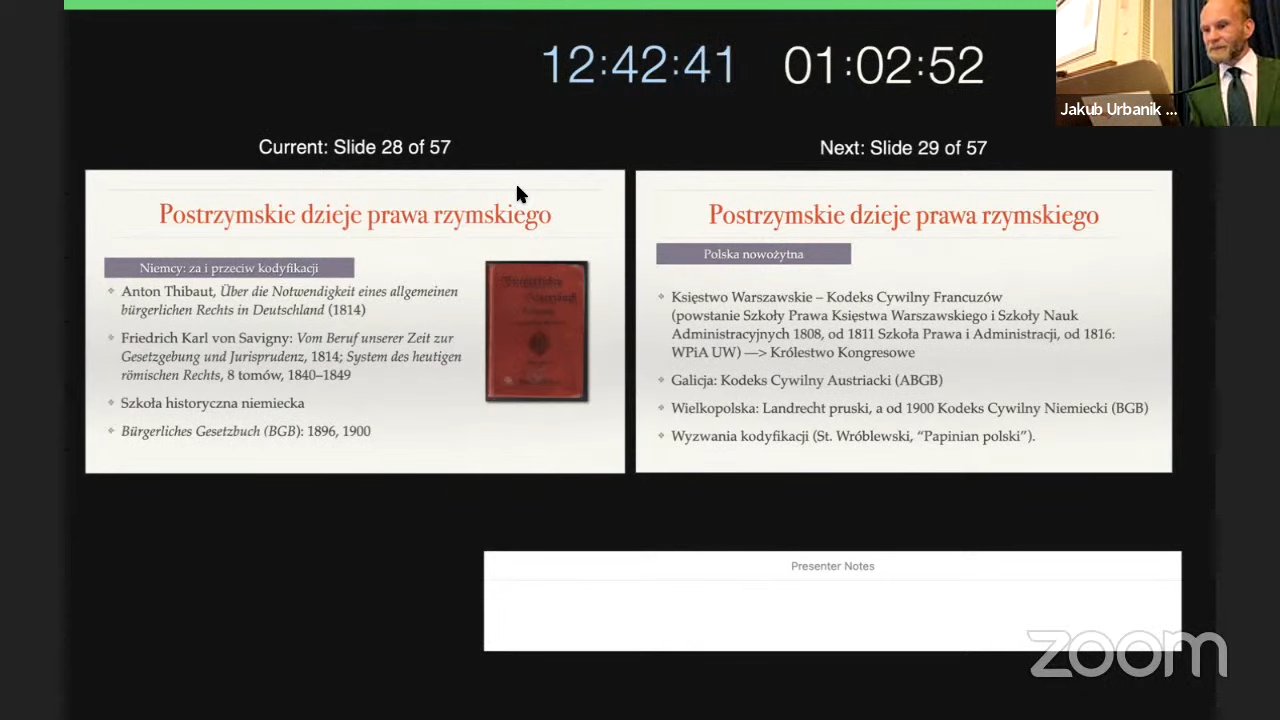 12:42:41
01:02:52
Jakub Urbanik ...
Current: Slide 28 of 57
Next: Slide 29 of 57
Postrzymskie dzieje prawa rzymskiego
Niemcy: za i przeciw kodyfikacji
Anton Thibaut, Über die Notwendigkeit eines allgemeinen
bürgerlichen Rechts in Deutschland (1814)
Friedrich Karl von Savigny: Vom Beruf unserer Zeit zur
Gesetzgebung und Jurisprudenz, 1814; System des heutigen
römischen Rechts, 8 tomów, 1840–1849
Szkoła historyczna niemiecka
Bürgerliches Gesetzbuch (BGB): 1896, 1900
Postrzymskie dzieje prawa rzymskiego
Polska nowożytna
Księstwo Warszawskie – Kodeks Cywilny Francuzów
(powstanie Szkoły Prawa Księstwa Warszawskiego i Szkoły Nauk
Administracyjnych 1808, od 1811 Szkoła Prawa i Administracji, od 1816:
WPiA UW) —> Królestwo Kongresowe
Galicja: Kodeks Cywilny Austriacki (ABGB)
Wielkopolska: Landrecht pruski, a od 1900 Kodeks Cywilny Niemiecki (BGB)
Wyzwania kodyfikacji (St. Wróblewski, “Papinian polski”).
Presenter Notes
zoom